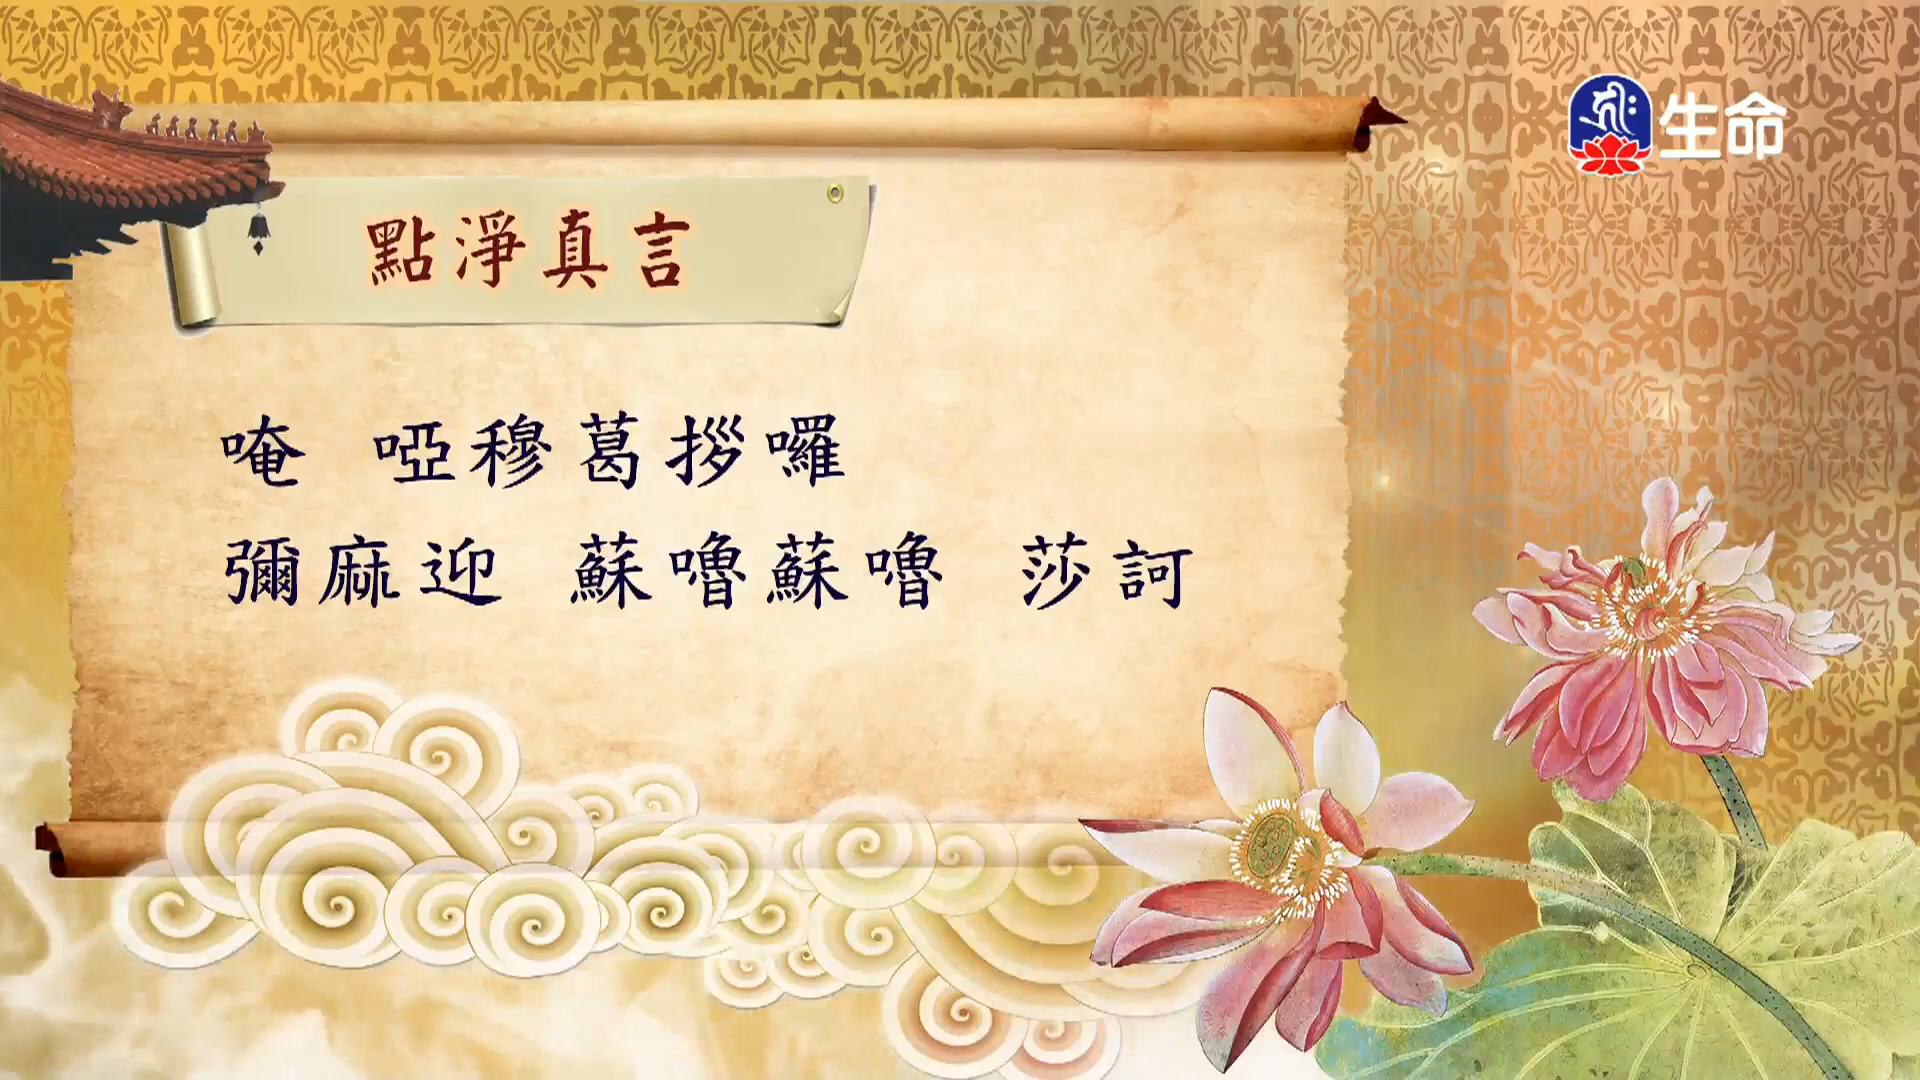 生命
點淨真言
唵 啞穆葛拶囉
彌麻迎 蘇嚕蘇嚕 莎訶